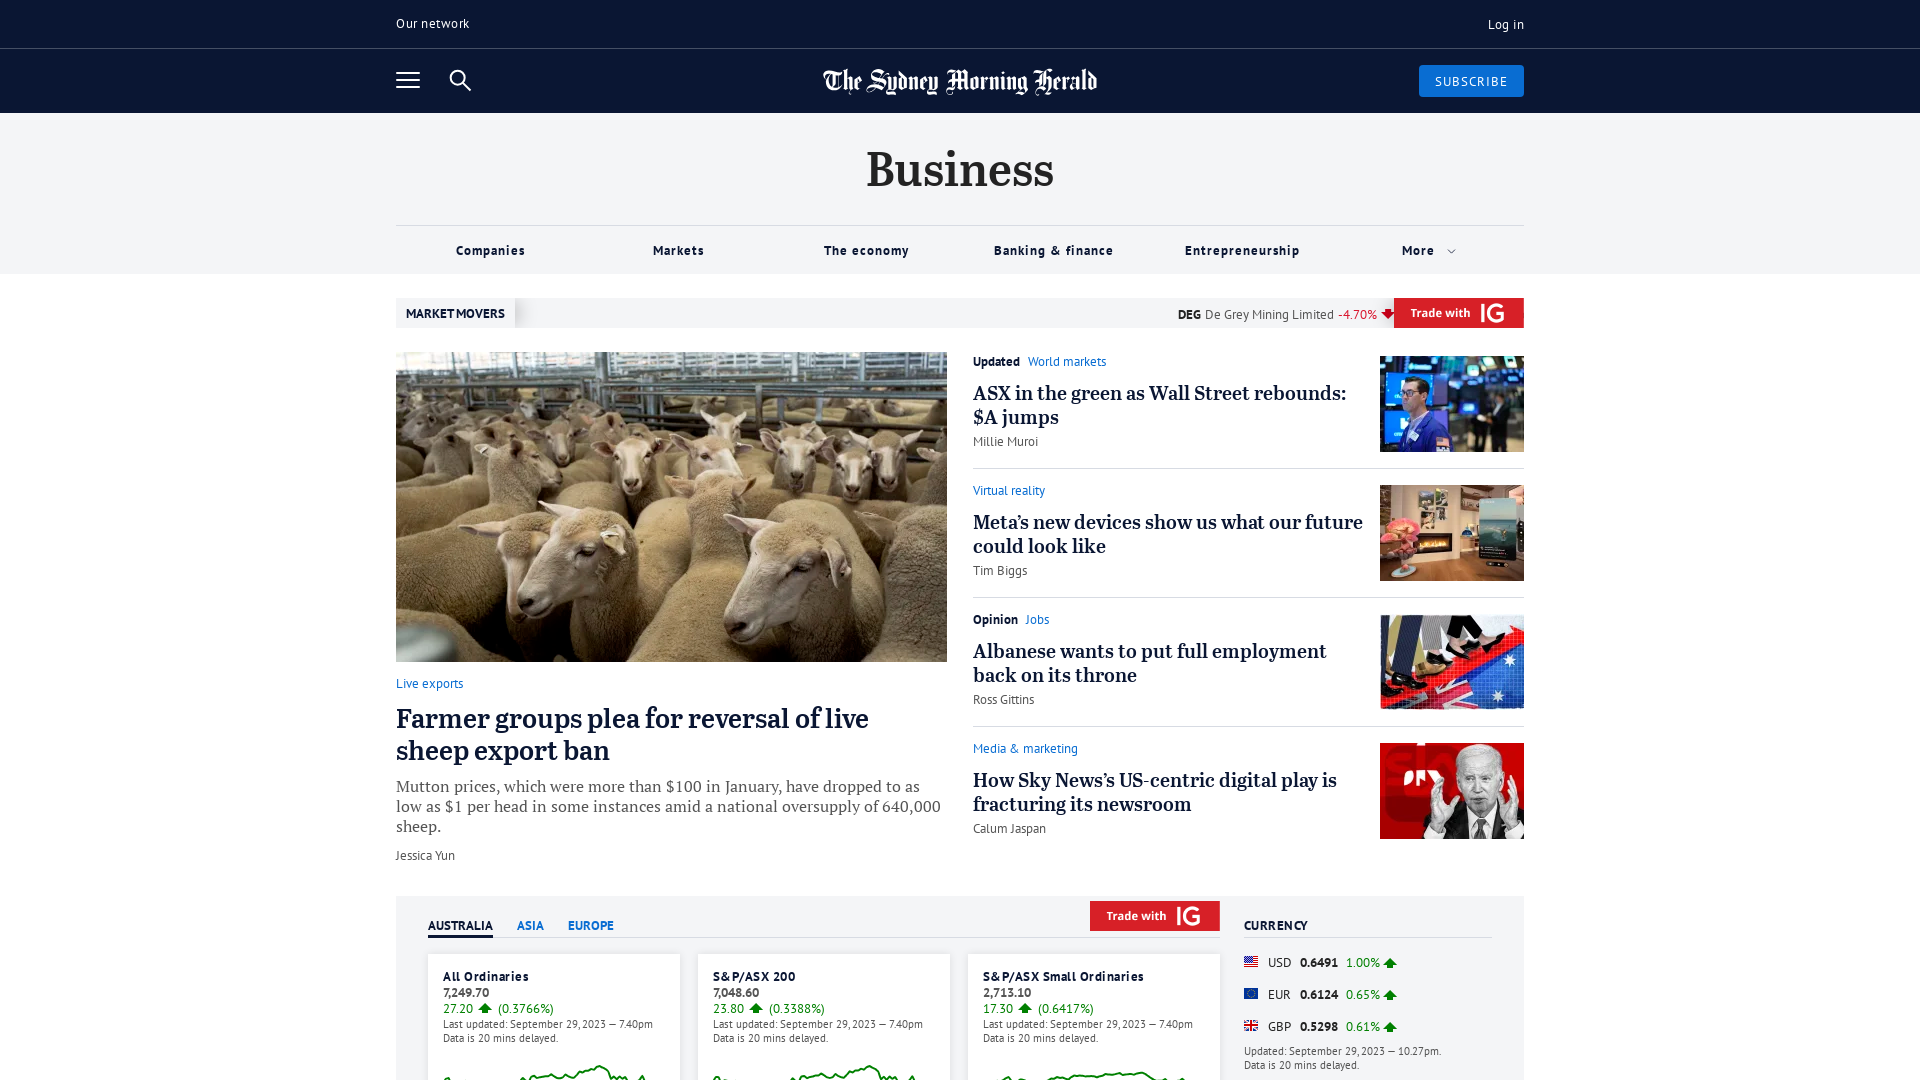 Our network
Log in
The Sydney Morning Herald
SUBSCRIBE
Business
Companies
Markets
The economy
Banking & finance
Entrepreneurship
More
MARKET MOVERS
DEG De Grey Mining Limited -4.70%
Trade with IG
Live exports
Farmer groups plea for reversal of live
sheep export ban
Mutton prices, which were more than $100 in January, have dropped to as
low as $1 per head in some instances amid a national oversupply of 640,000
sheep.
Jessica Yun
Updated World markets
ASX in the green as Wall Street rebounds:
$A jumps
Millie Muroi
Virtual reality
Meta’s new devices show us what our future
could look like
Tim Biggs
Opinion Jobs
Albanese wants to put full employment
back on its throne
Ross Gittins
Media & marketing
How Sky News’s US-centric digital play is
fracturing its newsroom
Calum Jaspan
AUSTRALIA
ASIA
EUROPE
Trade with IG
All Ordinaries
7,249.70
27.20 (0.3766%)
Last updated: September 29, 2023 — 7.40pm
Data is 20 mins delayed.
S&P/ASX 200
7,048.60
23.80 (0.3388%)
Last updated: September 29, 2023 — 7.40pm
Data is 20 mins delayed.
S&P/ASX Small Ordinaries
2,713.10
17.30 (0.6417%)
Last updated: September 29, 2023 — 7.40pm
Data is 20 mins delayed.
CURRENCY
USD 0.6491 1.00%
EUR 0.6124 0.65%
GBP 0.5298 0.61%
Updated: September 29, 2023 — 10.27pm.
Data is 20 mins delayed.